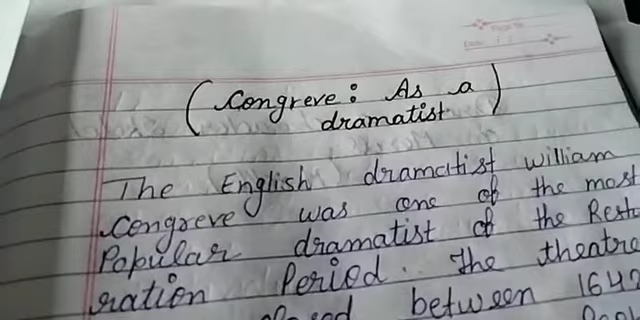 (Congreve: As a
dramatist)
The English dramatist William
Congreve was one of the most
Popular dramatist of the Resto
ration Period. The theatre
between 164